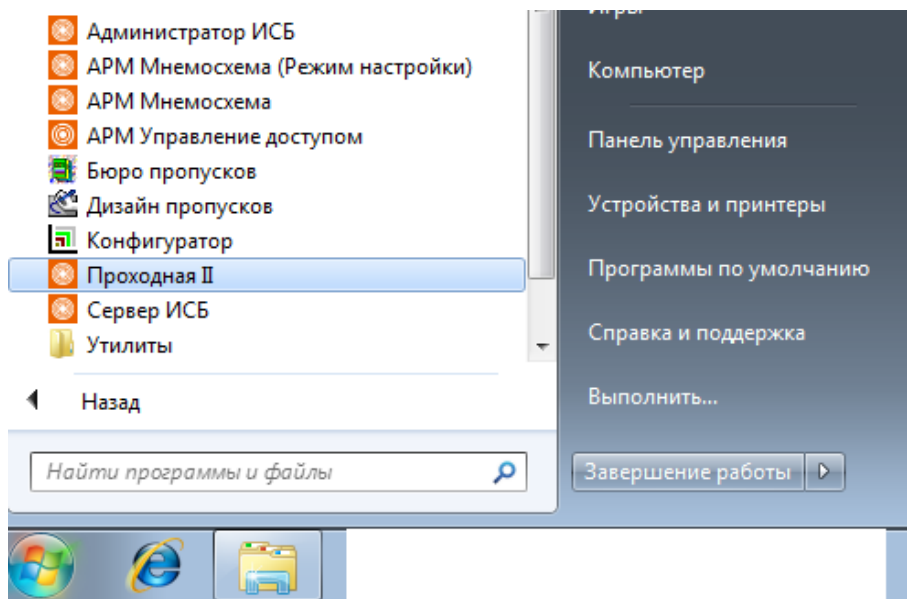 Администратор ИСБ
АРМ Мнемосхема (Режим настройки)
АРМ Мнемосхема
АРМ Управление доступом
Бюро пропусков
Дизайн пропусков
Конфигуратор
Проходная II
Сервер ИСБ
Утилиты
Назад
Найти программы и файлы
Игры
Компьютер
Панель управления
Устройства и принтеры
Программы по умолчанию
Справка и поддержка
Выполнить...
Завершение работы